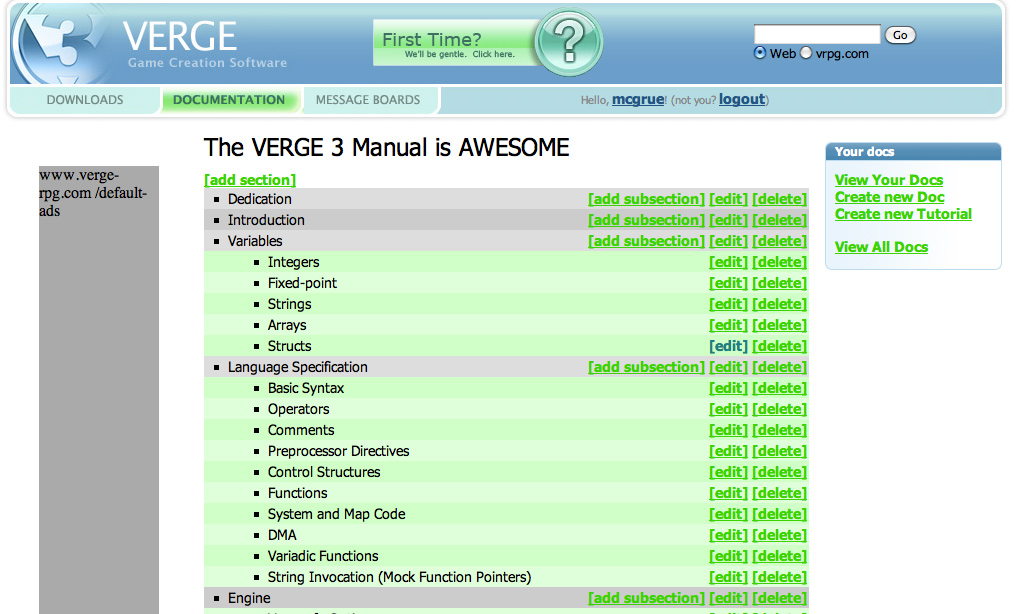 VERGE
Game Creation Software
First Time?
We'll be gentle. Click here.
?
Go
Web vrpg.com
DOWNLOADS
DOCUMENTATION
MESSAGE BOARDS
Hello, mcgrue! (not you? logout)
The VERGE 3 Manual is AWESOME
www.verge-
rpg.com /default-
ads
[add section]
Dedication [add subsection] [edit] [delete]
Introduction [add subsection] [edit] [delete]
Variables [add subsection] [edit] [delete]
Integers [edit] [delete]
Fixed-point [edit] [delete]
Strings [edit] [delete]
Arrays [edit] [delete]
Structs [edit] [delete]
Language Specification [add subsection] [edit] [delete]
Basic Syntax [edit] [delete]
Operators [edit] [delete]
Comments [edit] [delete]
Preprocessor Directives [edit] [delete]
Control Structures [edit] [delete]
Functions [edit] [delete]
System and Map Code [edit] [delete]
DMA [edit] [delete]
Variadic Functions [edit] [delete]
String Invocation (Mock Function Pointers) [edit] [delete]
Engine [add subsection] [edit] [delete]
Your docs
View Your Docs
Create new Doc
Create new Tutorial
View All Docs